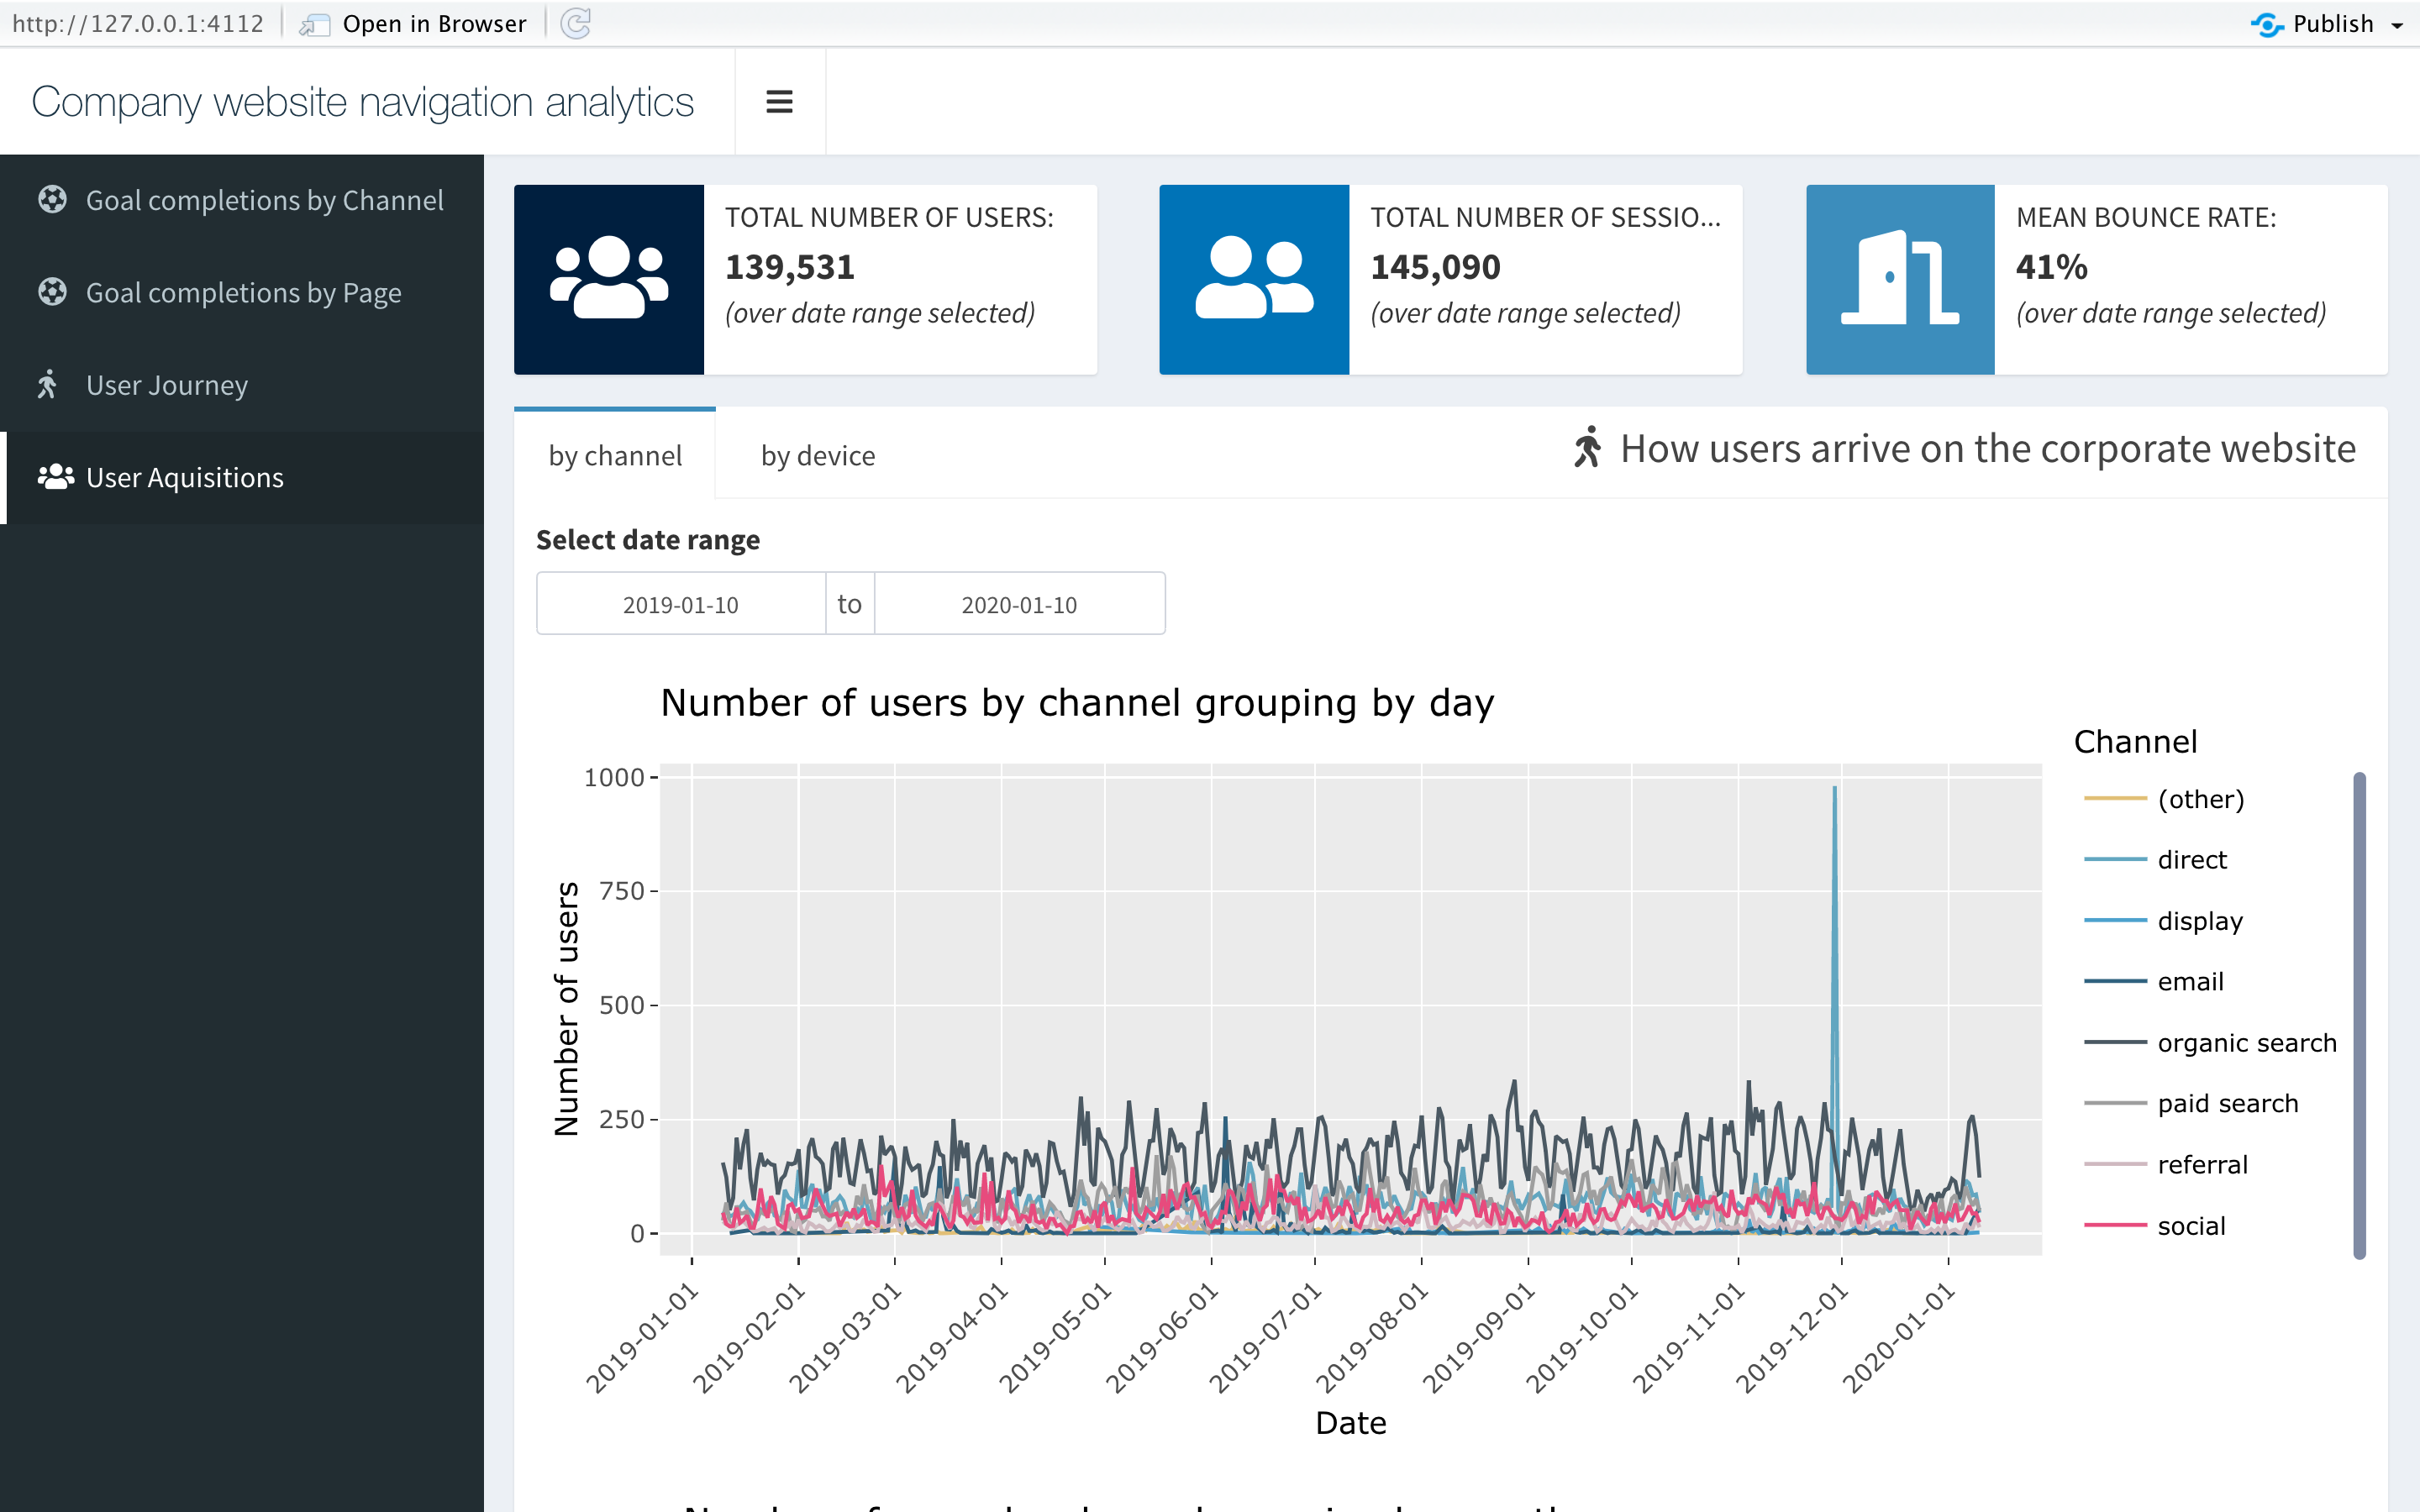 http://127.0.0.1:4112 Open in Browser Publish
Company website navigation analytics
Goal completions by Channel
Goal completions by Page
User Journey
User Aquisitions
TOTAL NUMBER OF USERS:
139,531
(over date range selected)
TOTAL NUMBER OF SESSIO...
145,090
(over date range selected)
MEAN BOUNCE RATE:
41%
(over date range selected)
by channel by device How users arrive on the corporate website
Select date range
2019-01-10 to 2020-01-10
Number of users by channel grouping by day
Number of users
1000
750
500
250
0
2019-01-01
2019-02-01
2019-03-01
2019-04-01
2019-05-01
2019-06-01
2019-07-01
2019-08-01
2019-09-01
2019-10-01
2019-11-01
2019-12-01
2020-01-01
Date
Channel
(other)
direct
display
email
organic search
paid search
referral
social